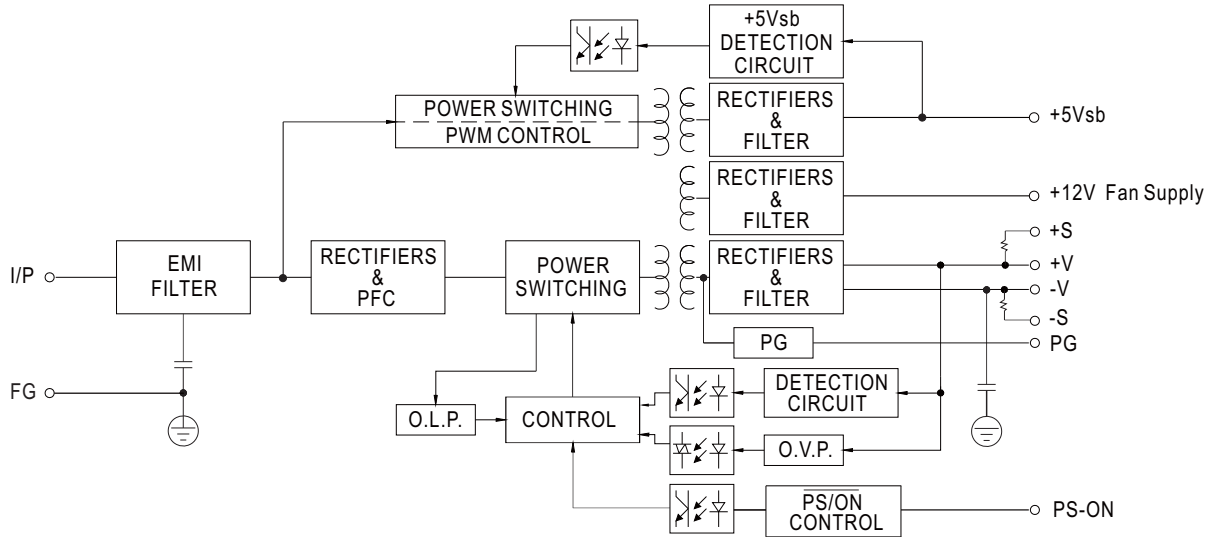 +5Vsb
DETECTION
CIRCUIT
POWER SWITCHING
PWM CONTROL
RECTIFIERS
&
FILTER
+5Vsb
RECTIFIERS
&
FILTER
+12V Fan Supply
I/P
EMI
FILTER
RECTIFIERS
&
PFC
POWER
SWITCHING
RECTIFIERS
&
FILTER
+S
+V
-V
-S
PG
PG
FG
O.L.P.
CONTROL
DETECTION
CIRCUIT
O.V.P.
PS/ON
CONTROL
PS-ON